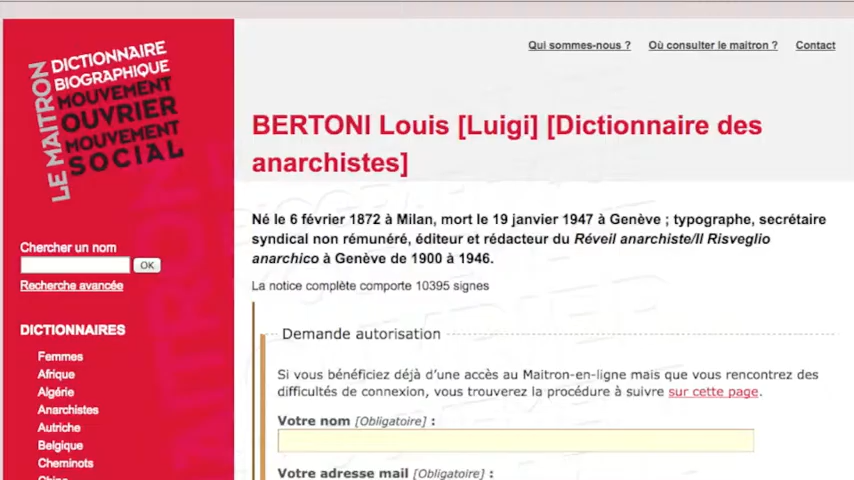 Qui sommes-nous ? Où consulter le maitron ? Contact
LE MAITRON
DICTIONNAIRE
BIOGRAPHIQUE
MOUVEMENT
OUVRIER
MOUVEMENT
SOCIAL
BERTONI Louis [Luigi] [Dictionnaire des
anarchistes]
Né le 6 février 1872 à Milan, mort le 19 janvier 1947 à Genève ; typographe, secrétaire
syndical non rémunéré, éditeur et rédacteur du Réveil anarchiste/Il Risveglio
anarchico à Genève de 1900 à 1946.
La notice complète comporte 10395 signes
Chercher un nom
OK
Recherche avancée
DICTIONNAIRES
Femmes
Afrique
Algérie
Anarchistes
Autriche
Belgique
Cheminots
Demande autorisation
Si vous bénéficiez déjà d'une accès au Maitron-en-ligne mais que vous rencontrez des
difficultés de connexion, vous trouverez la procédure à suivre sur cette page.
Votre nom [Obligatoire] :
Votre adresse mail [Obligatoire] :